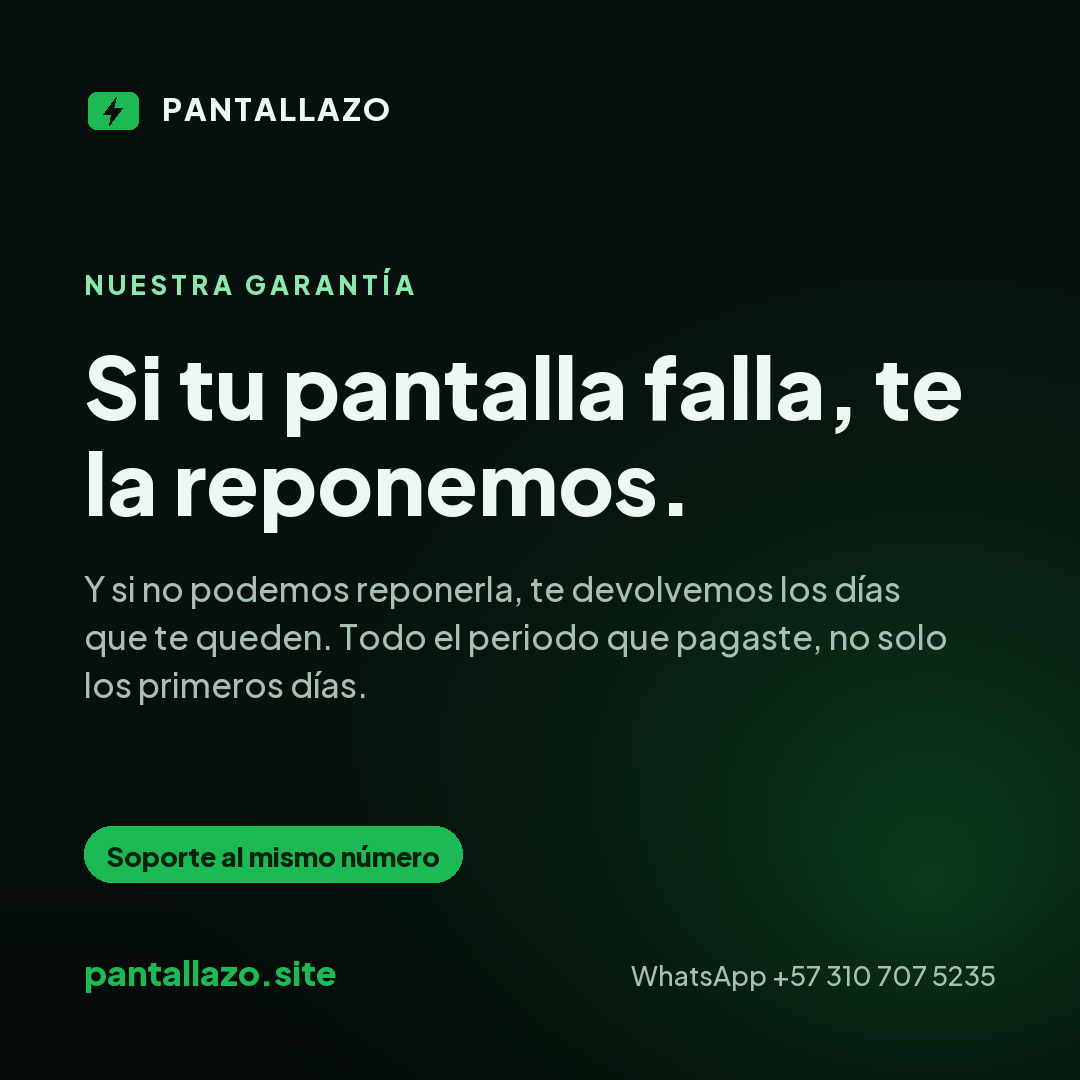 PANTALLAZO
NUESTRA GARANTÍA
Si tu pantalla falla, te
la reponemos.
Y si no podemos reponerla, te devolvemos los días
que te queden. Todo el periodo que pagaste, no solo
los primeros días.
Soporte al mismo número
pantallazo.site
WhatsApp +57 310 707 5235